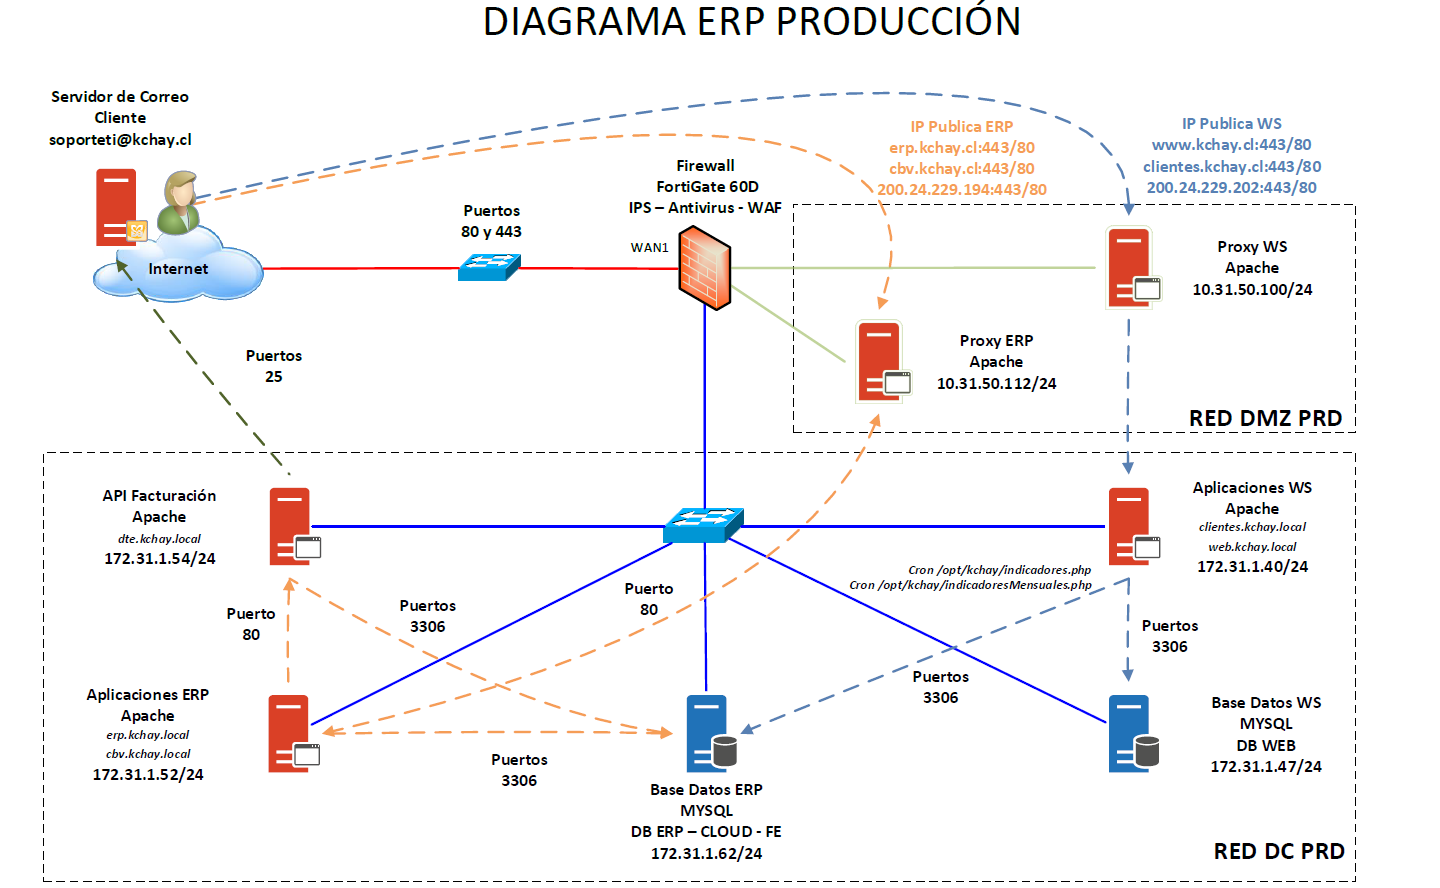 DIAGRAMA ERP PRODUCCIÓN
Servidor de Correo
Cliente
soporteti@kchay.cl
Internet
Puertos
80 y 443
Firewall
FortiGate 60D
IPS – Antivirus - WAF
WAN1
IP Publica ERP
erp.kchay.cl:443/80
cbv.kchay.cl:443/80
200.24.229.194:443/80
IP Publica WS
www.kchay.cl:443/80
clientes.kchay.cl:443/80
200.24.229.202:443/80
Proxy WS
Apache
10.31.50.100/24
Proxy ERP
Apache
10.31.50.112/24
RED DMZ PRD
Puertos
25
API Facturación
Apache
dte.kchay.local
172.31.1.54/24
Aplicaciones WS
Apache
clientes.kchay.local
web.kchay.local
172.31.1.40/24
Cron /opt/kchay/indicadores.php
Cron /opt/kchay/indicadoresMensuales.php
Puerto
80
Puertos
3306
Puerto
80
Puertos
3306
Puertos
3306
Aplicaciones ERP
Apache
erp.kchay.local
cbv.kchay.local
172.31.1.52/24
Puertos
3306
Base Datos ERP
MYSQL
DB ERP – CLOUD - FE
172.31.1.62/24
Base Datos WS
MYSQL
DB WEB
172.31.1.47/24
RED DC PRD